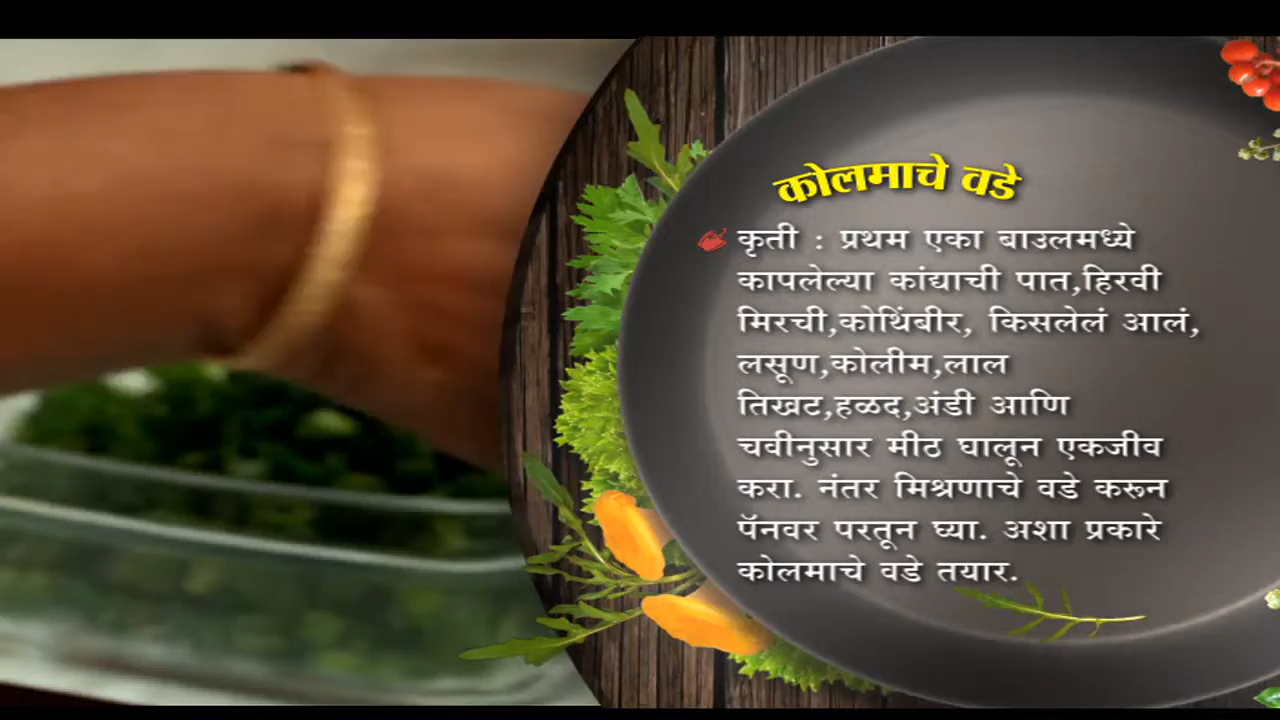 कोलमाचे वडे
कृती : प्रथम एका बाउलमध्ये
कापलेल्या कांद्याची पात,हिरवी
मिरची,कोथिंबीर, किसलेलं आलं,
लसूण,कोलीम,लाल
तिखट,हळद,अंडी आणि
चवीनुसार मीठ घालून एकजीव
करा. नंतर मिश्रणाचे वडे करून
पॅनवर परतून घ्या. अशा प्रकारे
कोलमाचे वडे तयार.